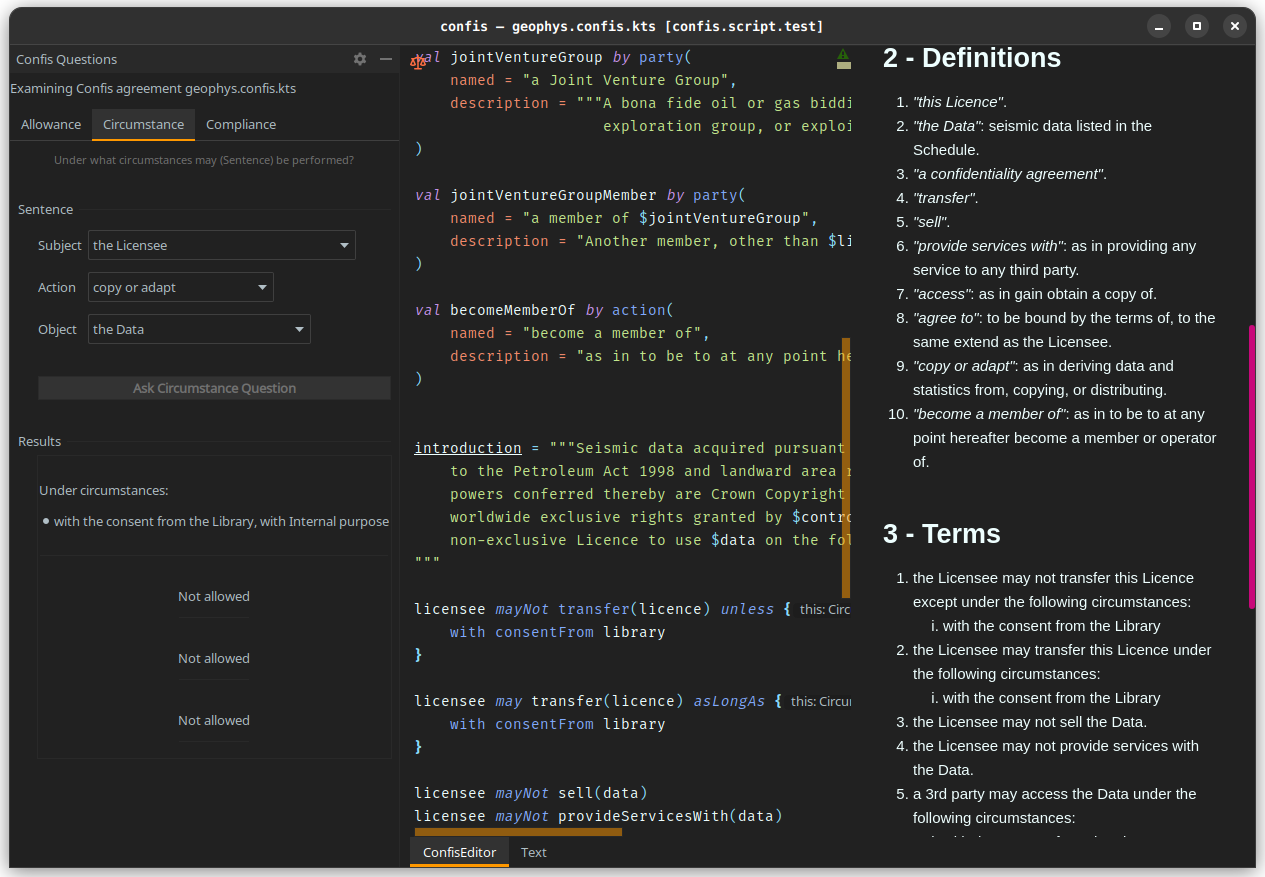 confis – geophys.confis.kts [confis.script.test]
Confis Questions
Examining Confis agreement geophys.confis.kts
Allowance Circumstance Compliance
Under what circumstances may (Sentence) be performed?
Sentence
Subject the Licensee
Action copy or adapt
Object the Data
Ask Circumstance Question
Results
Under circumstances:
• with the consent from the Library, with Internal purpose
Not allowed
Not allowed
Not allowed
val jointVentureGroup by party(
named = "a Joint Venture Group",
description = """A bona fide oil or gas biddi
exploration group, or exploi
)
val jointVentureGroupMember by party(
named = "a member of $jointVentureGroup",
description = "Another member, other than $li
)
val becomeMemberOf by action(
named = "become a member of",
description = "as in to be to at any point he
)
introduction = """Seismic data acquired pursuant
to the Petroleum Act 1998 and landward area
powers conferred thereby are Crown Copyright
worldwide exclusive rights granted by $contro
non-exclusive Licence to use $data on the fol
"""
licensee mayNot transfer(licence) unless { this: Circ
with consentFrom library
}
licensee may transfer(licence) asLongAs { this: Circu
with consentFrom library
}
licensee mayNot sell(data)
licensee mayNot provideServicesWith(data)
ConfisEditor Text
2 - Definitions
1. "this Licence".
2. "the Data": seismic data listed in the
Schedule.
3. "a confidentiality agreement".
4. "transfer".
5. "sell".
6. "provide services with": as in providing any
service to any third party.
7. "access": as in gain obtain a copy of.
8. "agree to": to be bound by the terms of, to the
same extend as the Licensee.
9. "copy or adapt": as in deriving data and
statistics from, copying, or distributing.
10. "become a member of": as in to be to at any
point hereafter become a member or operator
of.
3 - Terms
1. the Licensee may not transfer this Licence
except under the following circumstances:
i. with the consent from the Library
2. the Licensee may transfer this Licence under
the following circumstances:
i. with the consent from the Library
3. the Licensee may not sell the Data.
4. the Licensee may not provide services with
the Data.
5. a 3rd party may access the Data under the
following circumstances: